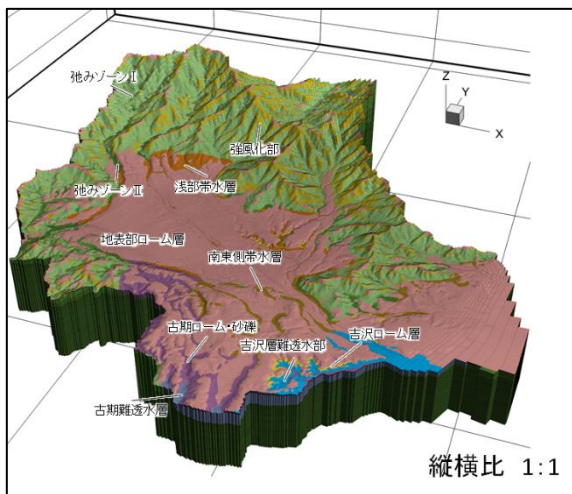 弛みゾーンⅠ
Z
Y
X
強風化部
弛みゾーンⅡ
浅部帯水層
地表部ローム層
南東側帯水層
古期ローム・砂礫
吉沢ローム層
吉沢層難透水部
古期難透水層
縦横比 1:1